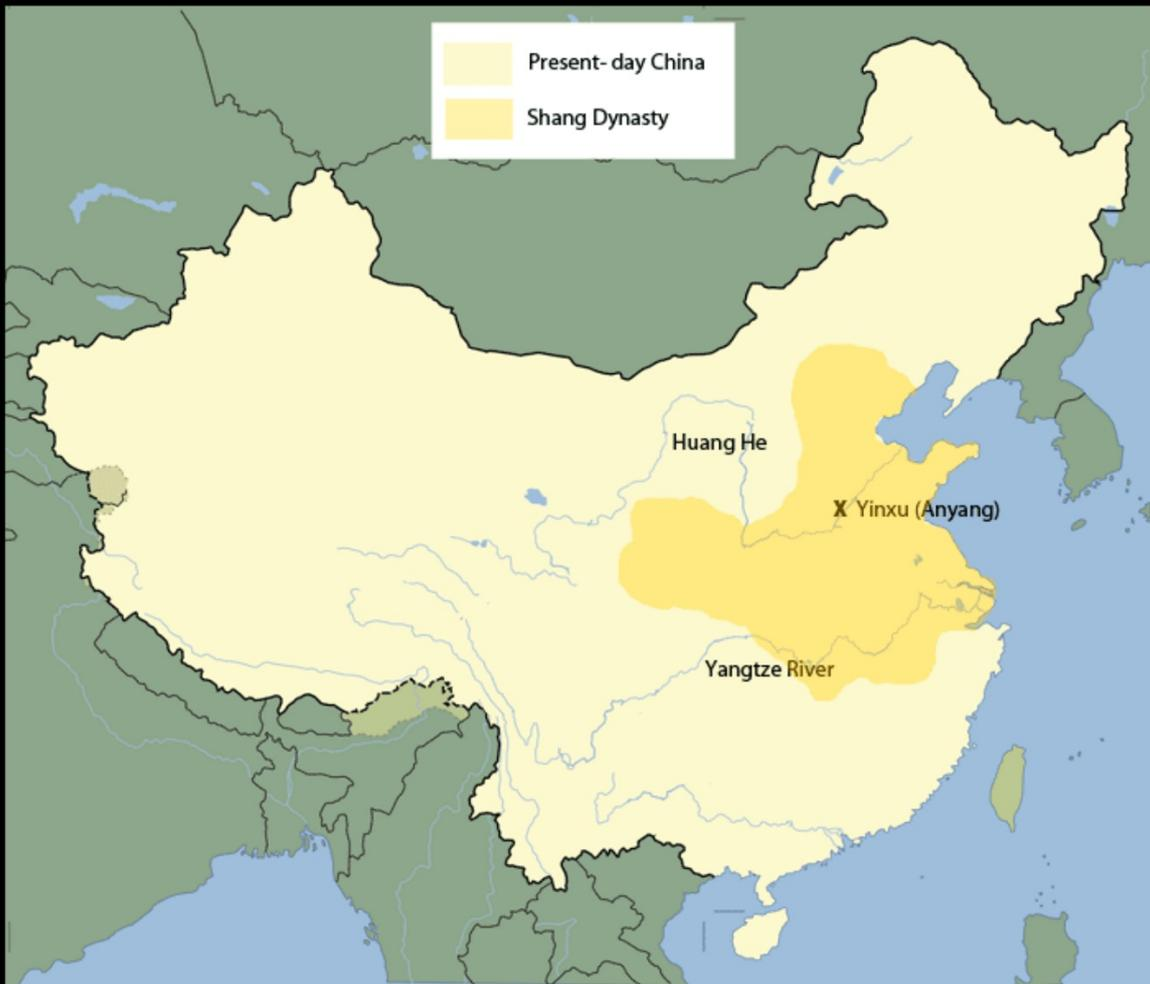 Present- day China
Shang Dynasty
Huang He
X Yinxu (Anyang)
Yangtze River